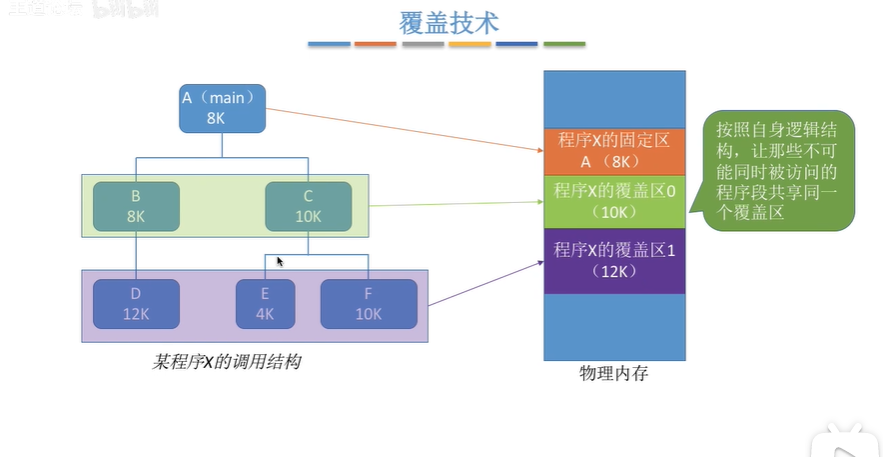 覆盖技术
A（main）
8K
B
8K
C
10K
D
12K
E
4K
F
10K
某程序X的调用结构
程序X的固定区
A （8K）
程序X的覆盖区0
（10K）
程序X的覆盖区1
（12K）
物理内存
按照自身逻辑结
构，让那些不可
能同时被访问的
程序段共享同一
个覆盖区